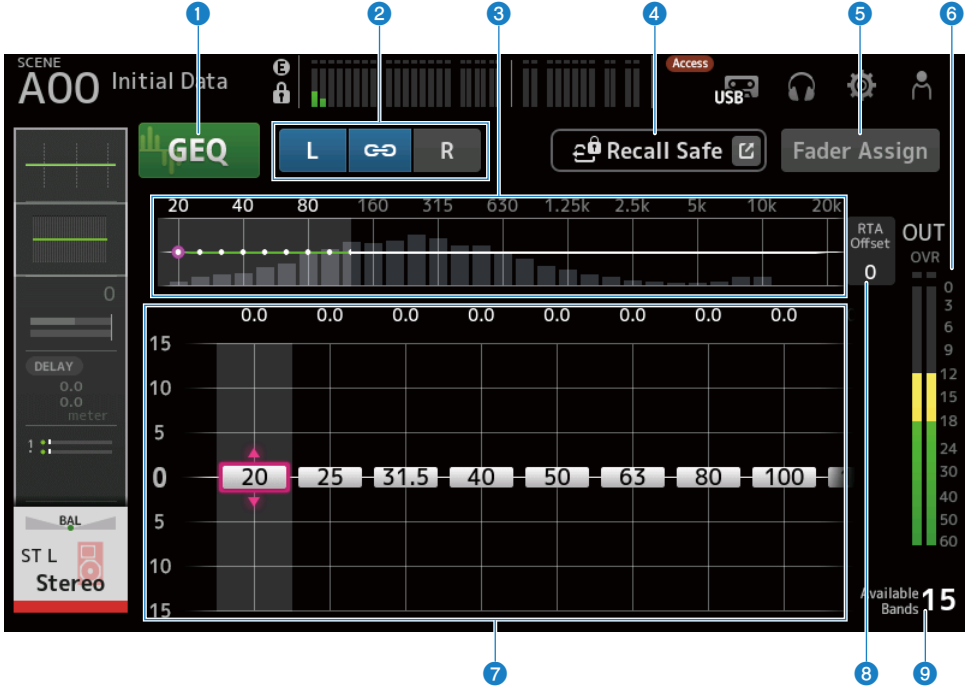 1 2 3 4 5 6
SCENE
A00 Initial Data
E
Access
USB
GEQ
L R
Recall Safe
Fader Assign
20 40 80 160 315 630 1.25k 2.5k 5k 10k 20k
RTA
Offset
0
OUT
OVR
0
3
6
9
12
15
18
24
30
40
50
60
0
DELAY
0.0
0.0
meter
!
BAL
ST L
Stereo
0.0 0.0 0.0 0.0 0.0 0.0 0.0 0.0
15
10
5
0
5
10
15
20 25 31.5 40 50 63 80 100
Available
Bands
15
7 8 9